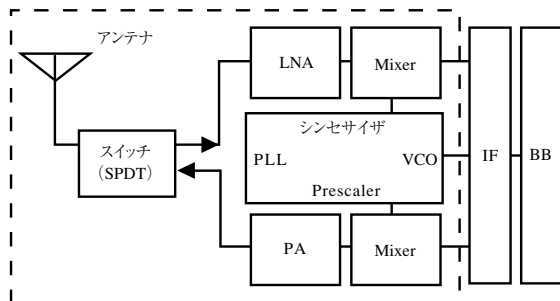 アンテナ
LNA
Mixer
スイッチ
(SPDT)
シンセサイザ
PLL
VCO
Prescaler
IF
BB
PA
Mixer